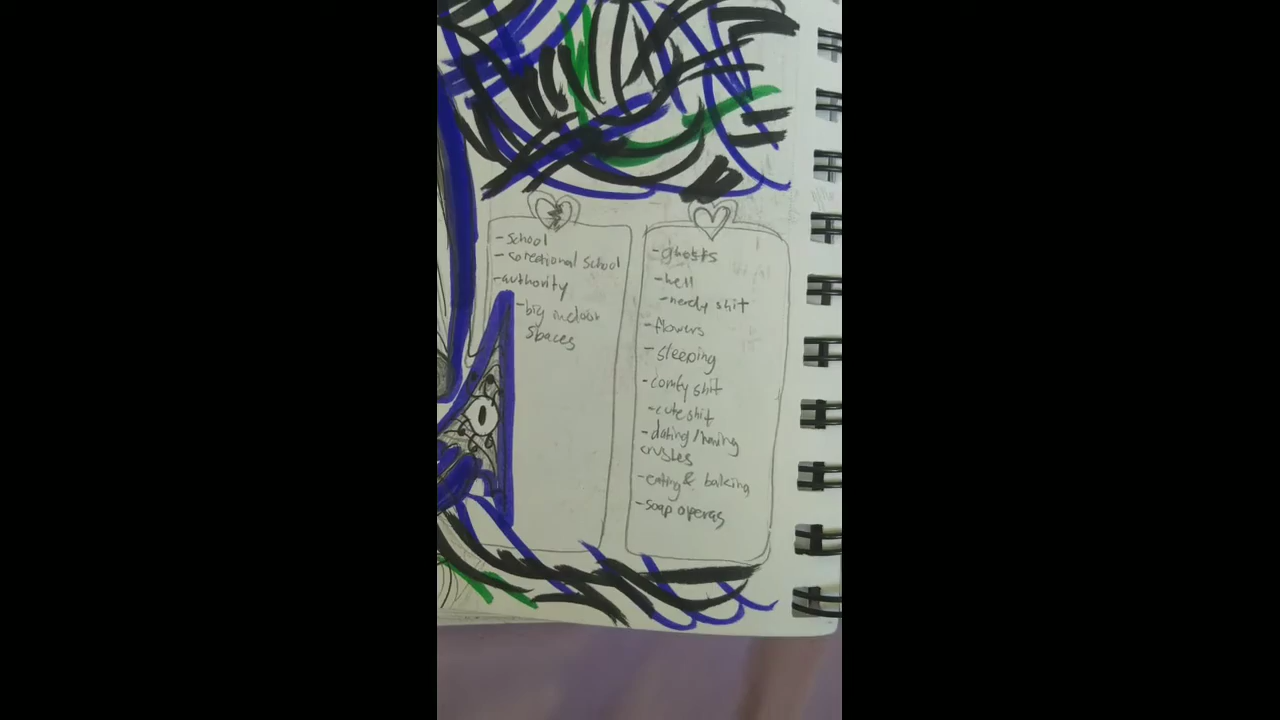 -school
-corectional school
-authority
-big indoor
spaces
-ghosts
-hell
-nerdy shit
-flowers
-sleeping
-comfy shit
-cute shit
-dating/having
crushes
-eating & baking
-soap operas